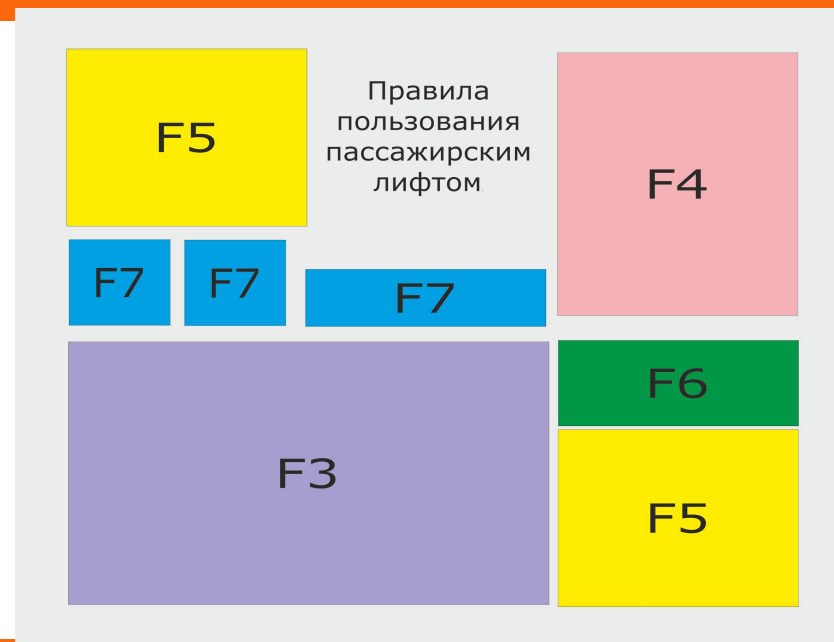 F5
Правила
пользования
пассажирским
лифтом
F4
F7
F7
F7
F3
F6
F5